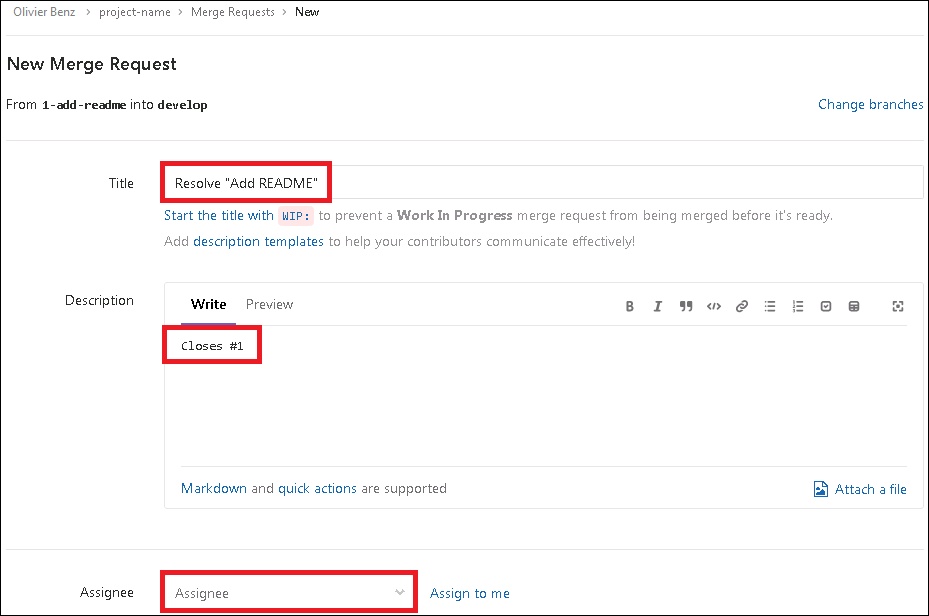 Olivier Benz > project-name > Merge Requests > New
New Merge Request
From 1-add-readme into develop Change branches
Title Resolve "Add README"
Start the title with WIP: to prevent a Work In Progress merge request from being merged before it's ready.
Add description templates to help your contributors communicate effectively!
Description Write Preview
Closes #1
Markdown and quick actions are supported Attach a file
Assignee Assignee Assign to me